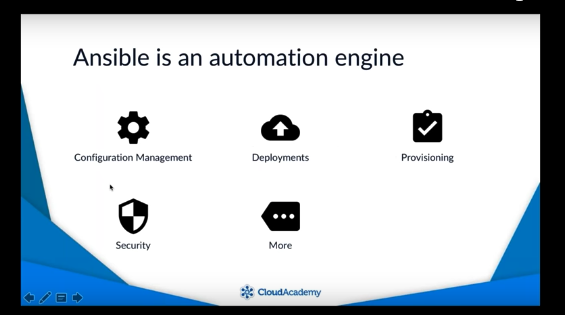 Ansible is an automation engine
Configuration Management
Deployments
Provisioning
Security
More
CloudAcademy